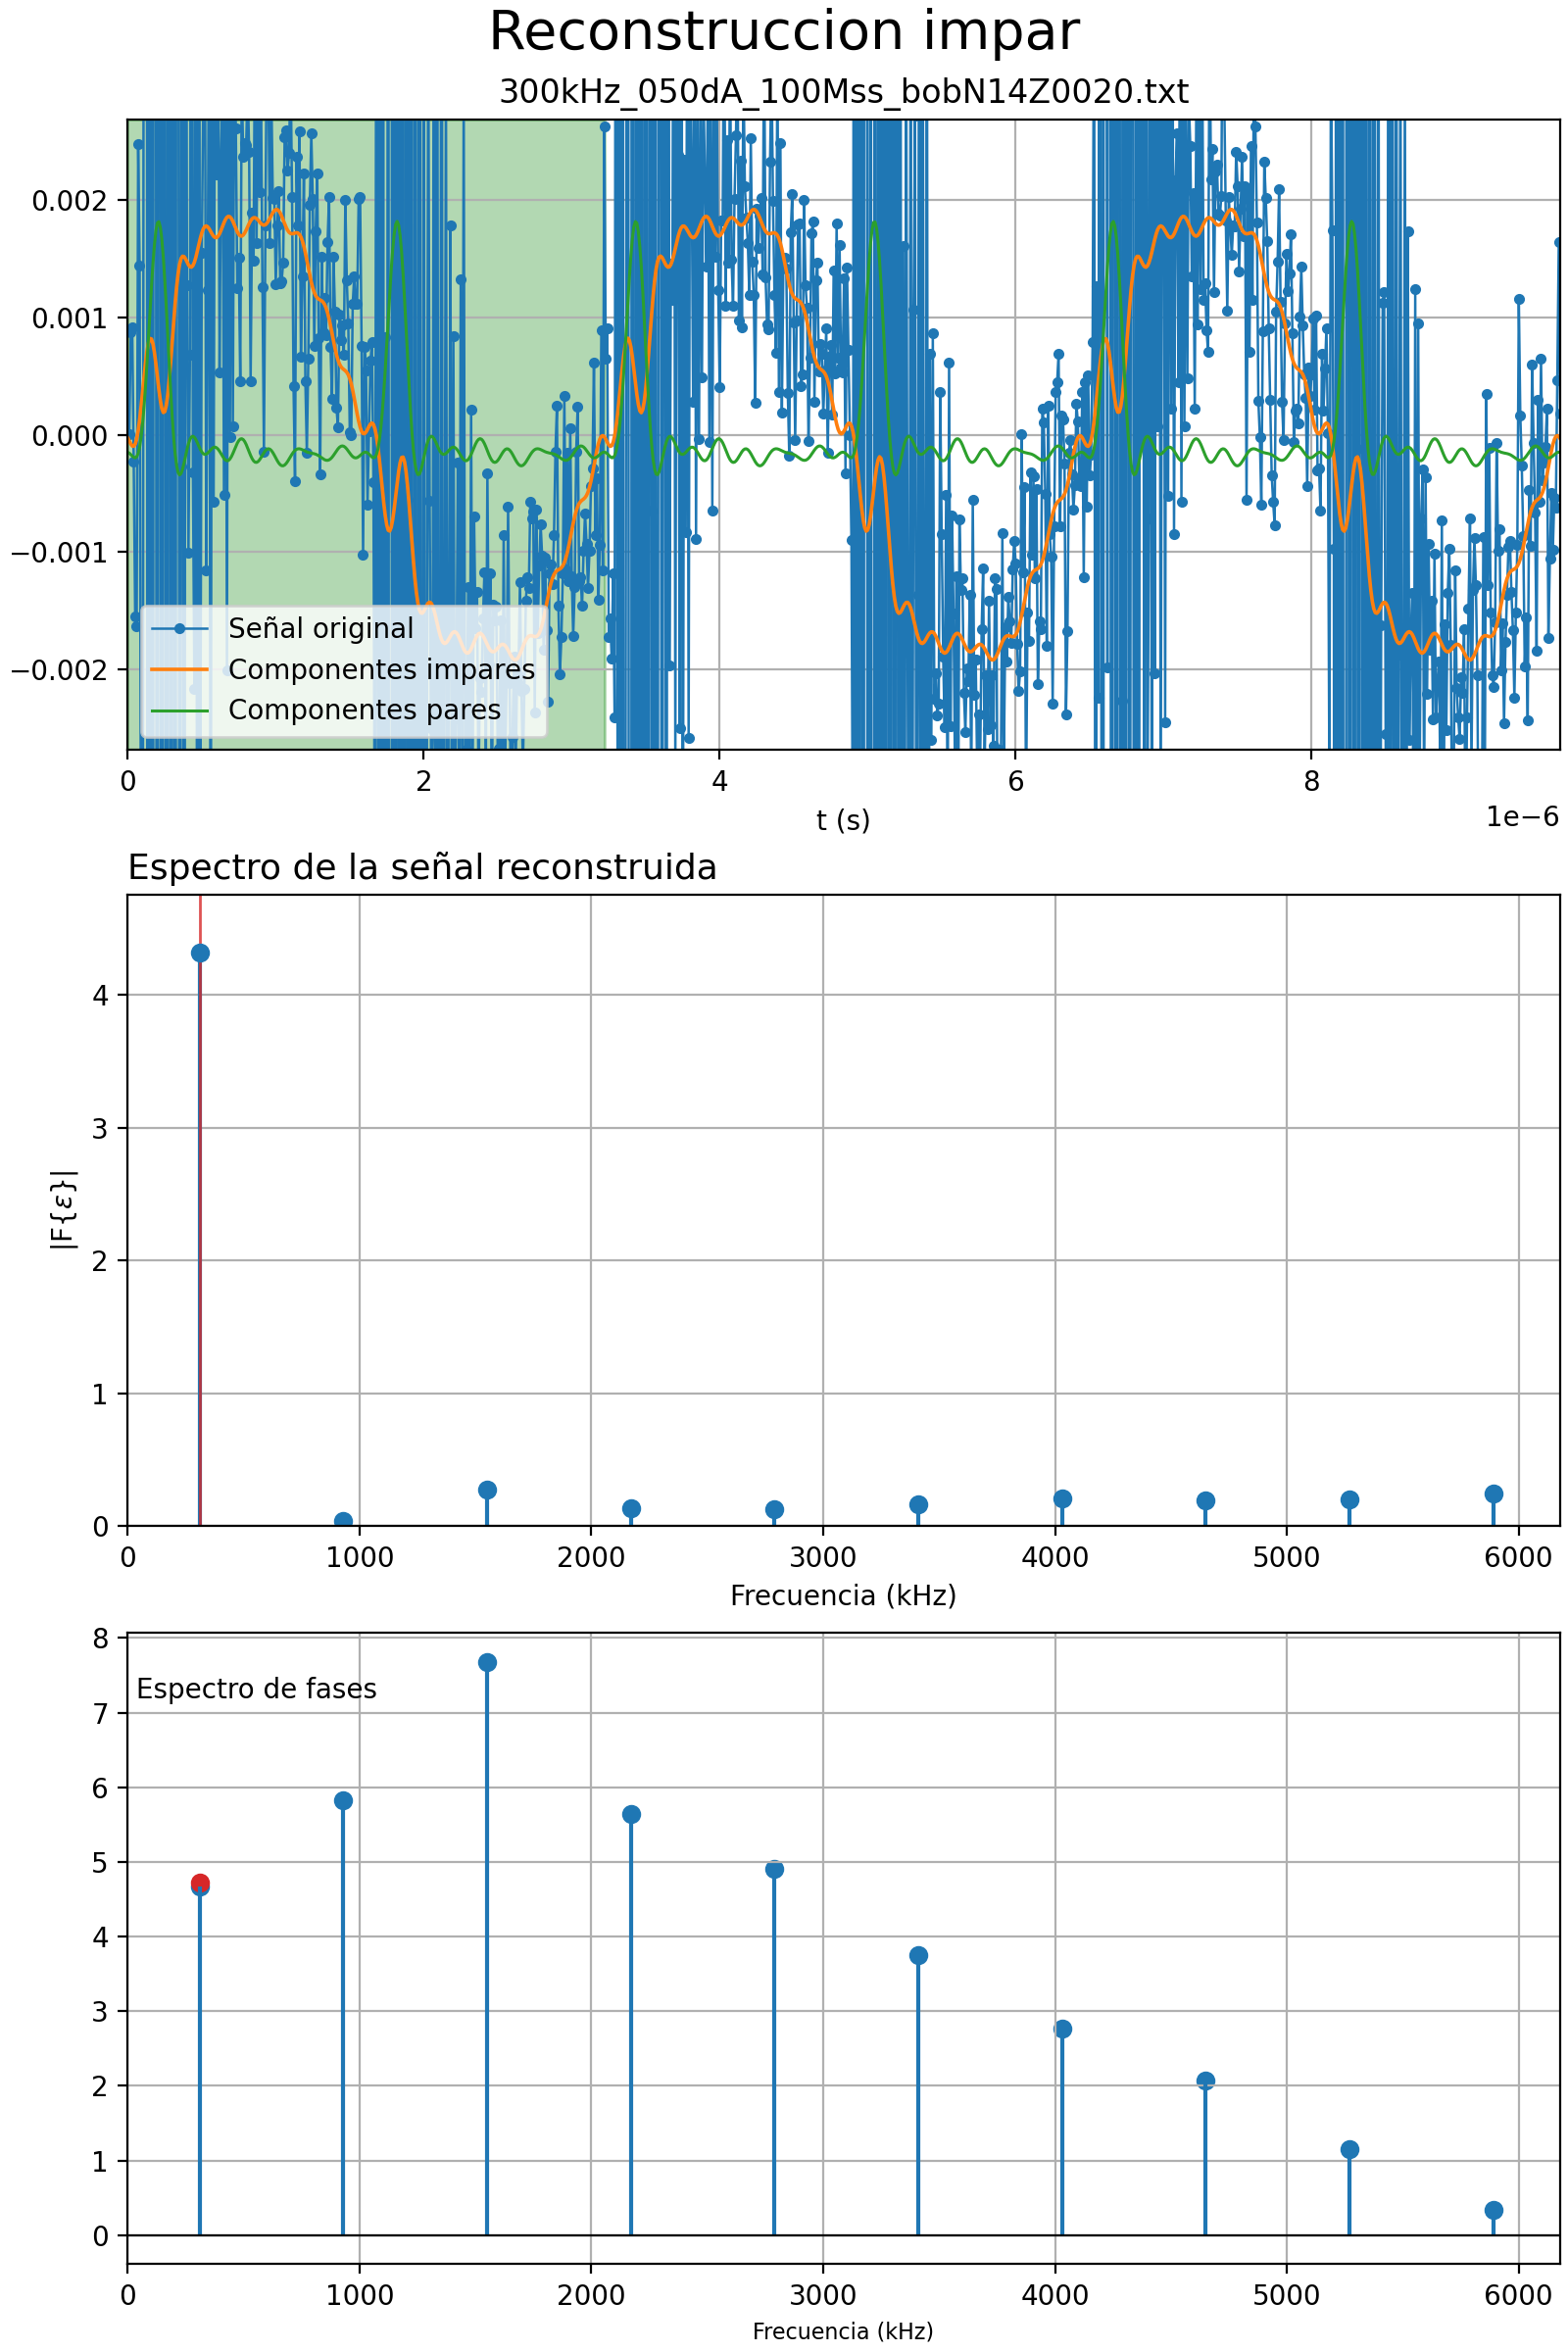 Reconstruccion impar
300kHz_050dA_100Mss_bobN14Z0020.txt
0.002
0.001
0.000
−0.001
−0.002
Señal original
Componentes impares
Componentes pares
0 2 4 6 8
1e−6
t (s)
Espectro de la señal reconstruida
4
3
2
1
0
|F{ε}|
0 1000 2000 3000 4000 5000 6000
Frecuencia (kHz)
8
Espectro de fases
7
6
5
4
3
2
1
0
0 1000 2000 3000 4000 5000 6000
Frecuencia (kHz)